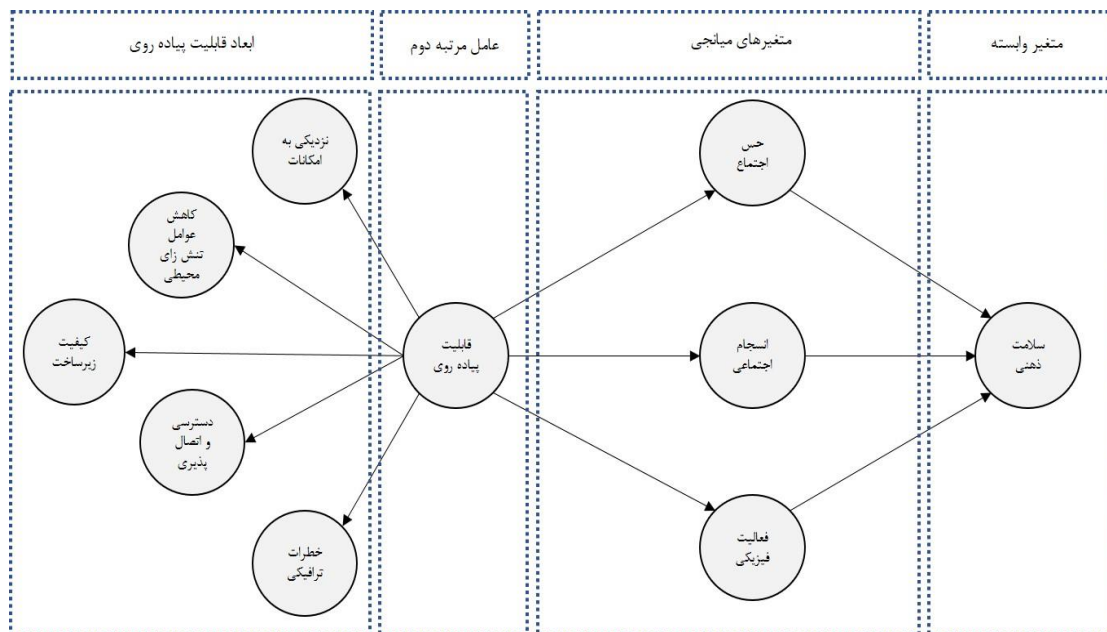 متغیر وابسته
متغیرهای میانجی
عامل مرتبه دوم
ابعاد قابلیت پیاده روی
سلامت
ذهنی
حس
اجتماع
انسجام
اجتماعی
فعالیت
فیزیکی
قابلیت
پیاده روی
نزدیکی به
امکانات
کاهش
عوامل
تنش زای
محیطی
کیفیت
زیرساخت
دسترسی
و اتصال
پذیری
خطرات
ترافیکی